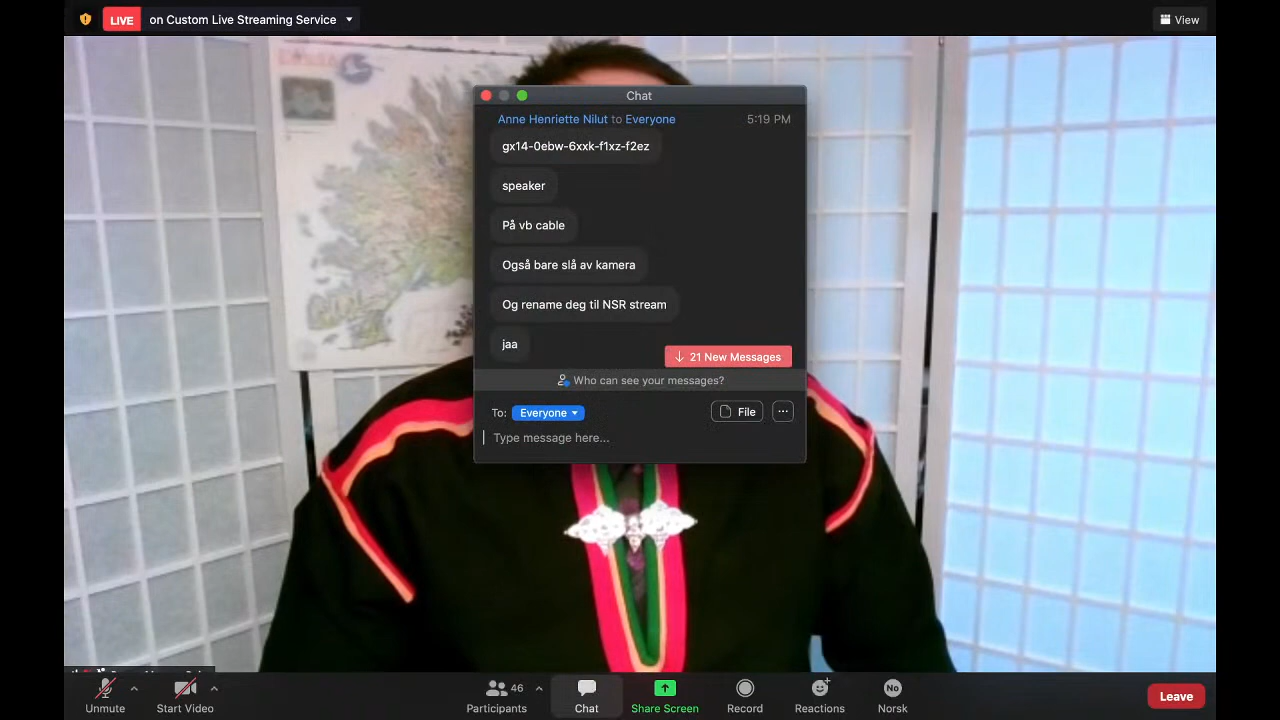 LIVE on Custom Live Streaming Service
View
Chat
Anne Henriette Nilut to Everyone 5:19 PM
gx14-0ebw-6xxk-f1xz-f2ez
speaker
På vb cable
Også bare slå av kamera
Og rename deg til NSR stream
jaa
21 New Messages
Who can see your messages?
To: Everyone File
Type message here...
46 No
Unmute Start Video Participants Chat Share Screen Record Reactions Norsk Leave